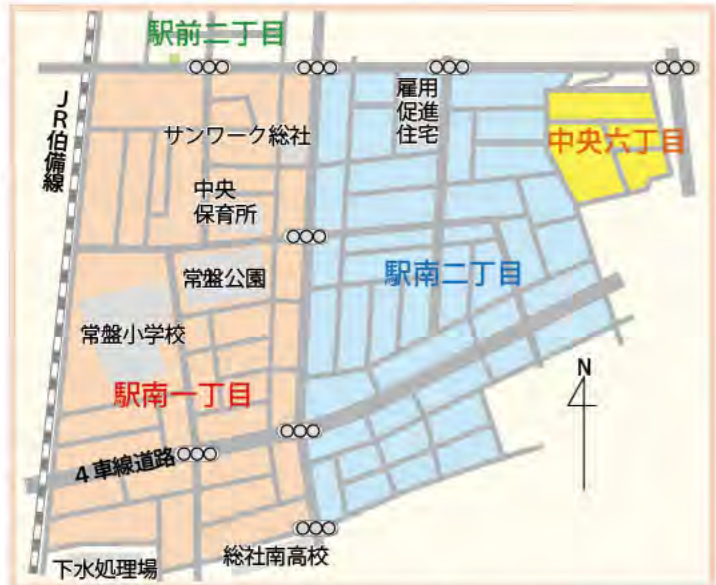 駅前二丁目
JR伯備線
雇用
促進
住宅
サンワーク総社
中央六丁目
中央
保育所
常盤公園
駅南二丁目
常盤小学校
駅南一丁目
N
4車線道路
総社南高校
下水処理場